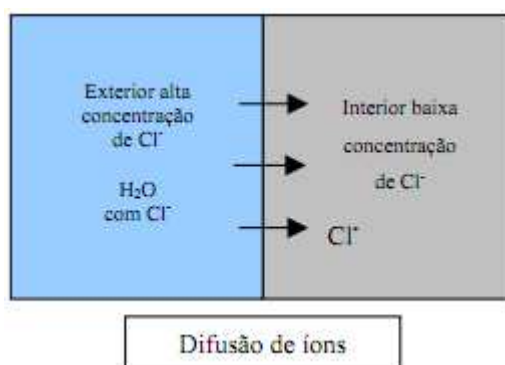 Exterior alta
concentração
de Cl⁻
H₂O
com Cl⁻
Interior baixa
concentração
de Cl⁻
Cl⁻
Difusão de íons